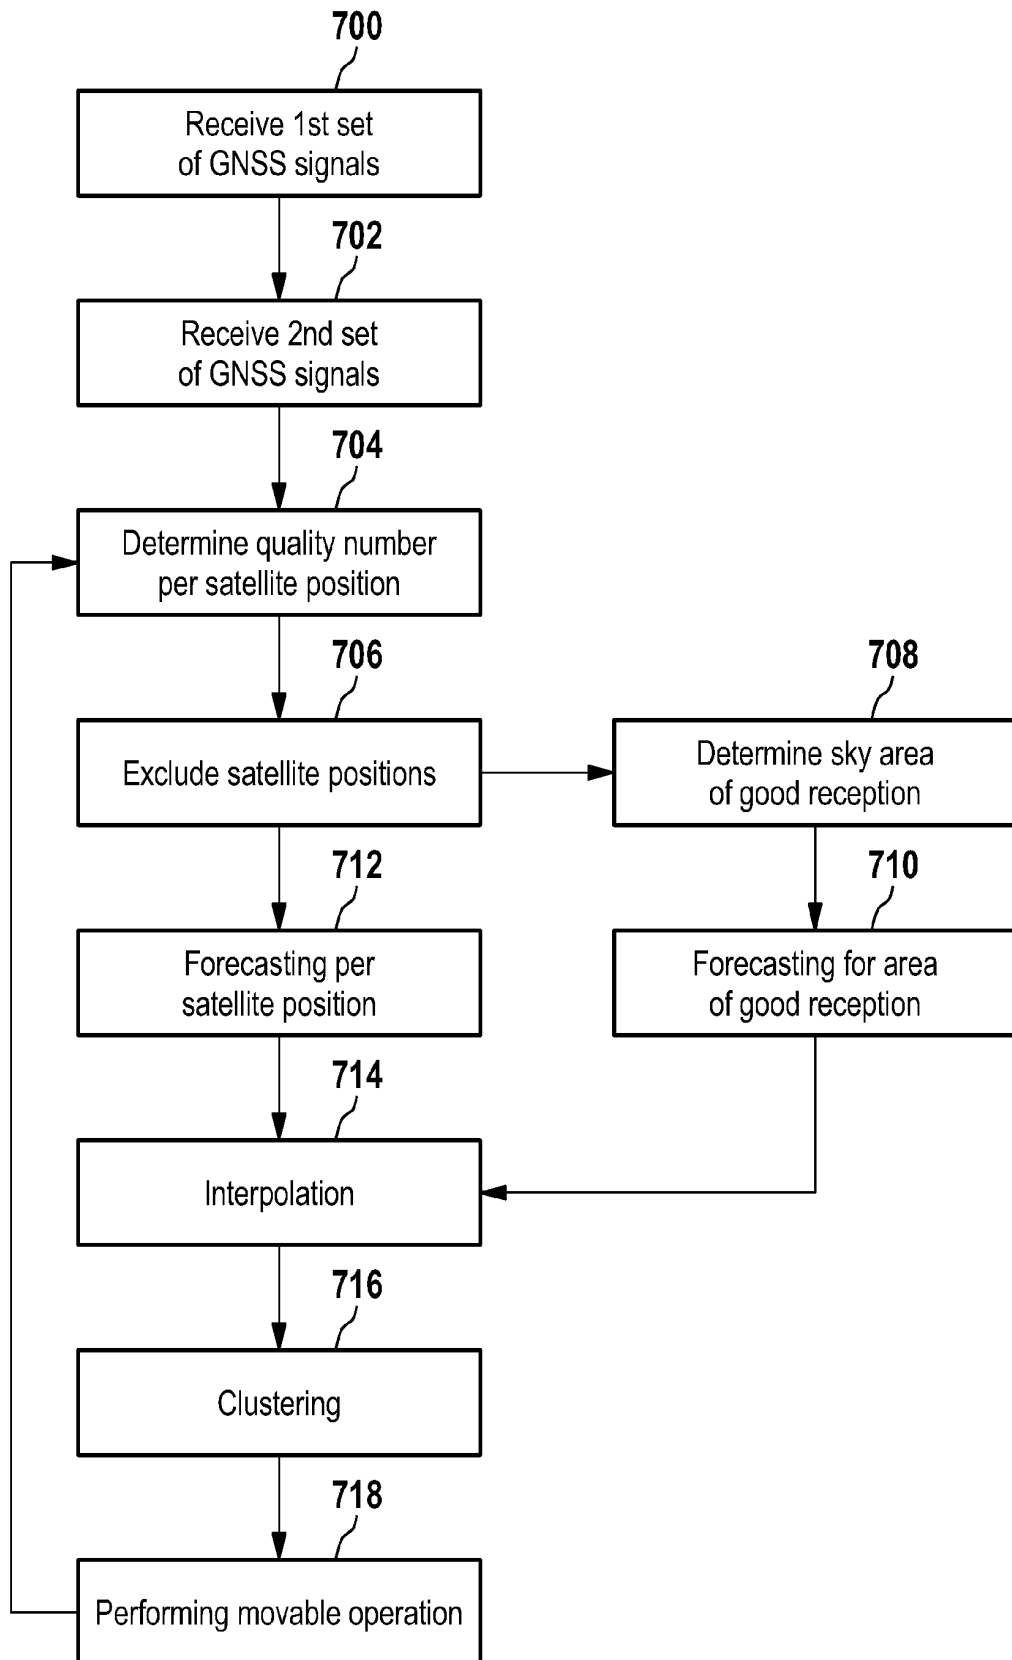 700
Receive 1st set
of GNSS signals
702
Receive 2nd set
of GNSS signals
704
Determine quality number
per satellite position
706
Exclude satellite positions
708
Determine sky area
of good reception
712
Forecasting per
satellite position
710
Forecasting for area
of good reception
714
Interpolation
716
Clustering
718
Performing movable operation